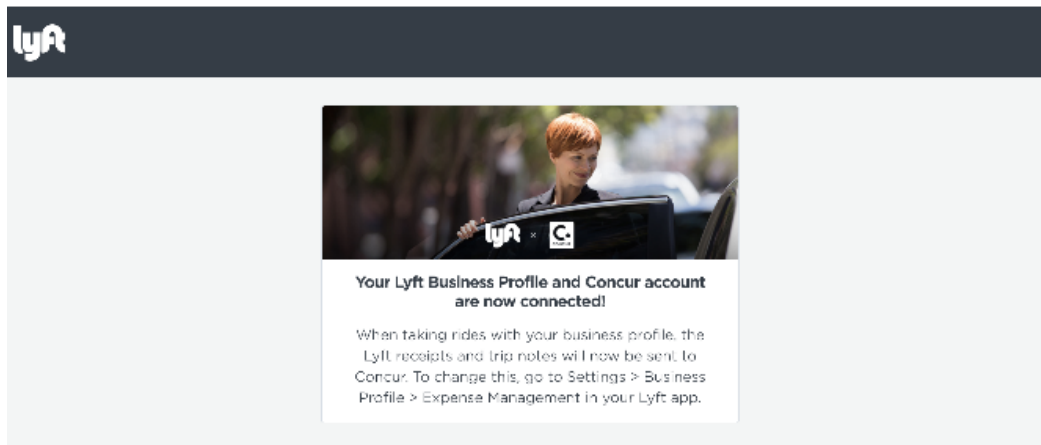 lyft
lyft ×
Your Lyft Business Profile and Concur account
are now connected!
When taking rides with your business profile, the
Lyft receipts and trip notes will now be sent to
Concur. To change this, go to Settings > Business
Profile > Expense Management in your Lyft app.